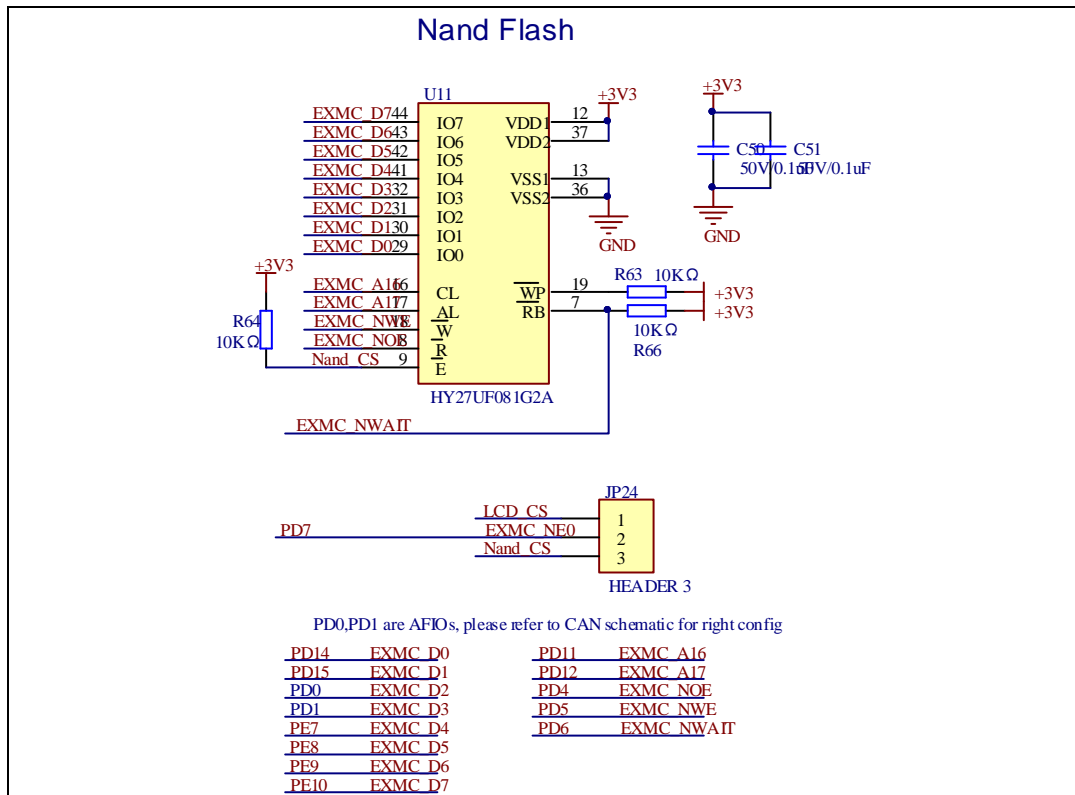 Nand Flash
U11
EXMC_D7 44 IO7 VDD1 12 +3V3
EXMC_D6 43 IO6 VDD2 37
EXMC_D5 42 IO5
EXMC_D4 41 IO4 VSS1 13
EXMC_D3 32 IO3 VSS2 36
EXMC_D2 31 IO2
EXMC_D1 30 IO1
EXMC_D0 29 IO0
GND
+3V3
C50 C51
50V/0.1uF 50V/0.1uF
GND
+3V3
R64
10KΩ
EXMC_A16 16 CL WP 19 R63 10KΩ +3V3
EXMC_A17 17 AL RB 7 +3V3
10KΩ
R66
EXMC_NWE 18 W
EXMC_NOE 8 R
Nand_CS 9 E
HY27UF081G2A
EXMC_NWAIT
JP24
LCD_CS 1
PD7 EXMC_NE0 2
Nand_CS 3
HEADER 3
PD0,PD1 are AFIOs, please refer to CAN schematic for right config
PD14 EXMC_D0
PD15 EXMC_D1
PD0 EXMC_D2
PD1 EXMC_D3
PE7 EXMC_D4
PE8 EXMC_D5
PE9 EXMC_D6
PE10 EXMC_D7
PD11 EXMC_A16
PD12 EXMC_A17
PD4 EXMC_NOE
PD5 EXMC_NWE
PD6 EXMC_NWAIT